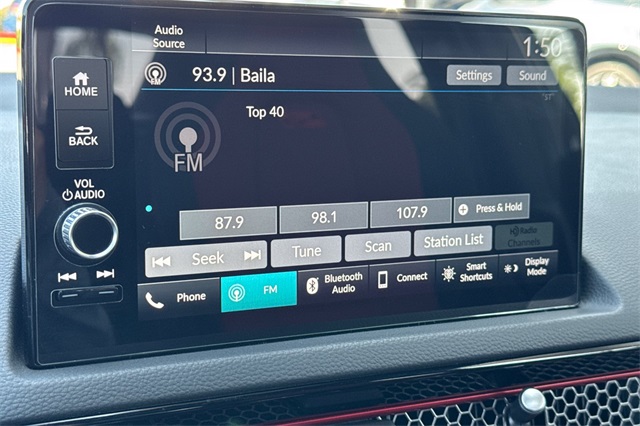 Audio
Source
1:50
HOME
FM
93.9 | Baila
Settings
Sound
Top 40
BACK
FM
VOL
AUDIO
87.9
98.1
107.9
Press & Hold
Seek
Tune
Scan
Station List
HD Radio
Channels
Phone
FM
Bluetooth
Audio
Connect
Smart
Shortcuts
Display
Mode